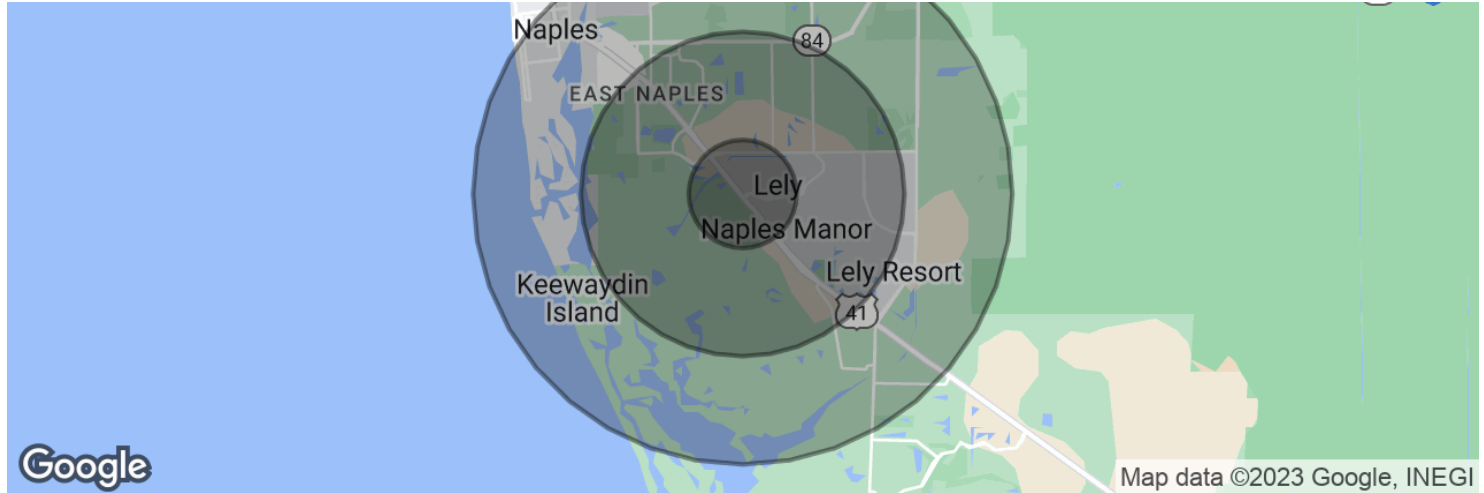 Naples
84
EAST NAPLES
Lely
Naples Manor
Lely Resort
Keewaydin
Island
41
Google
Map data ©2023 Google, INEGI